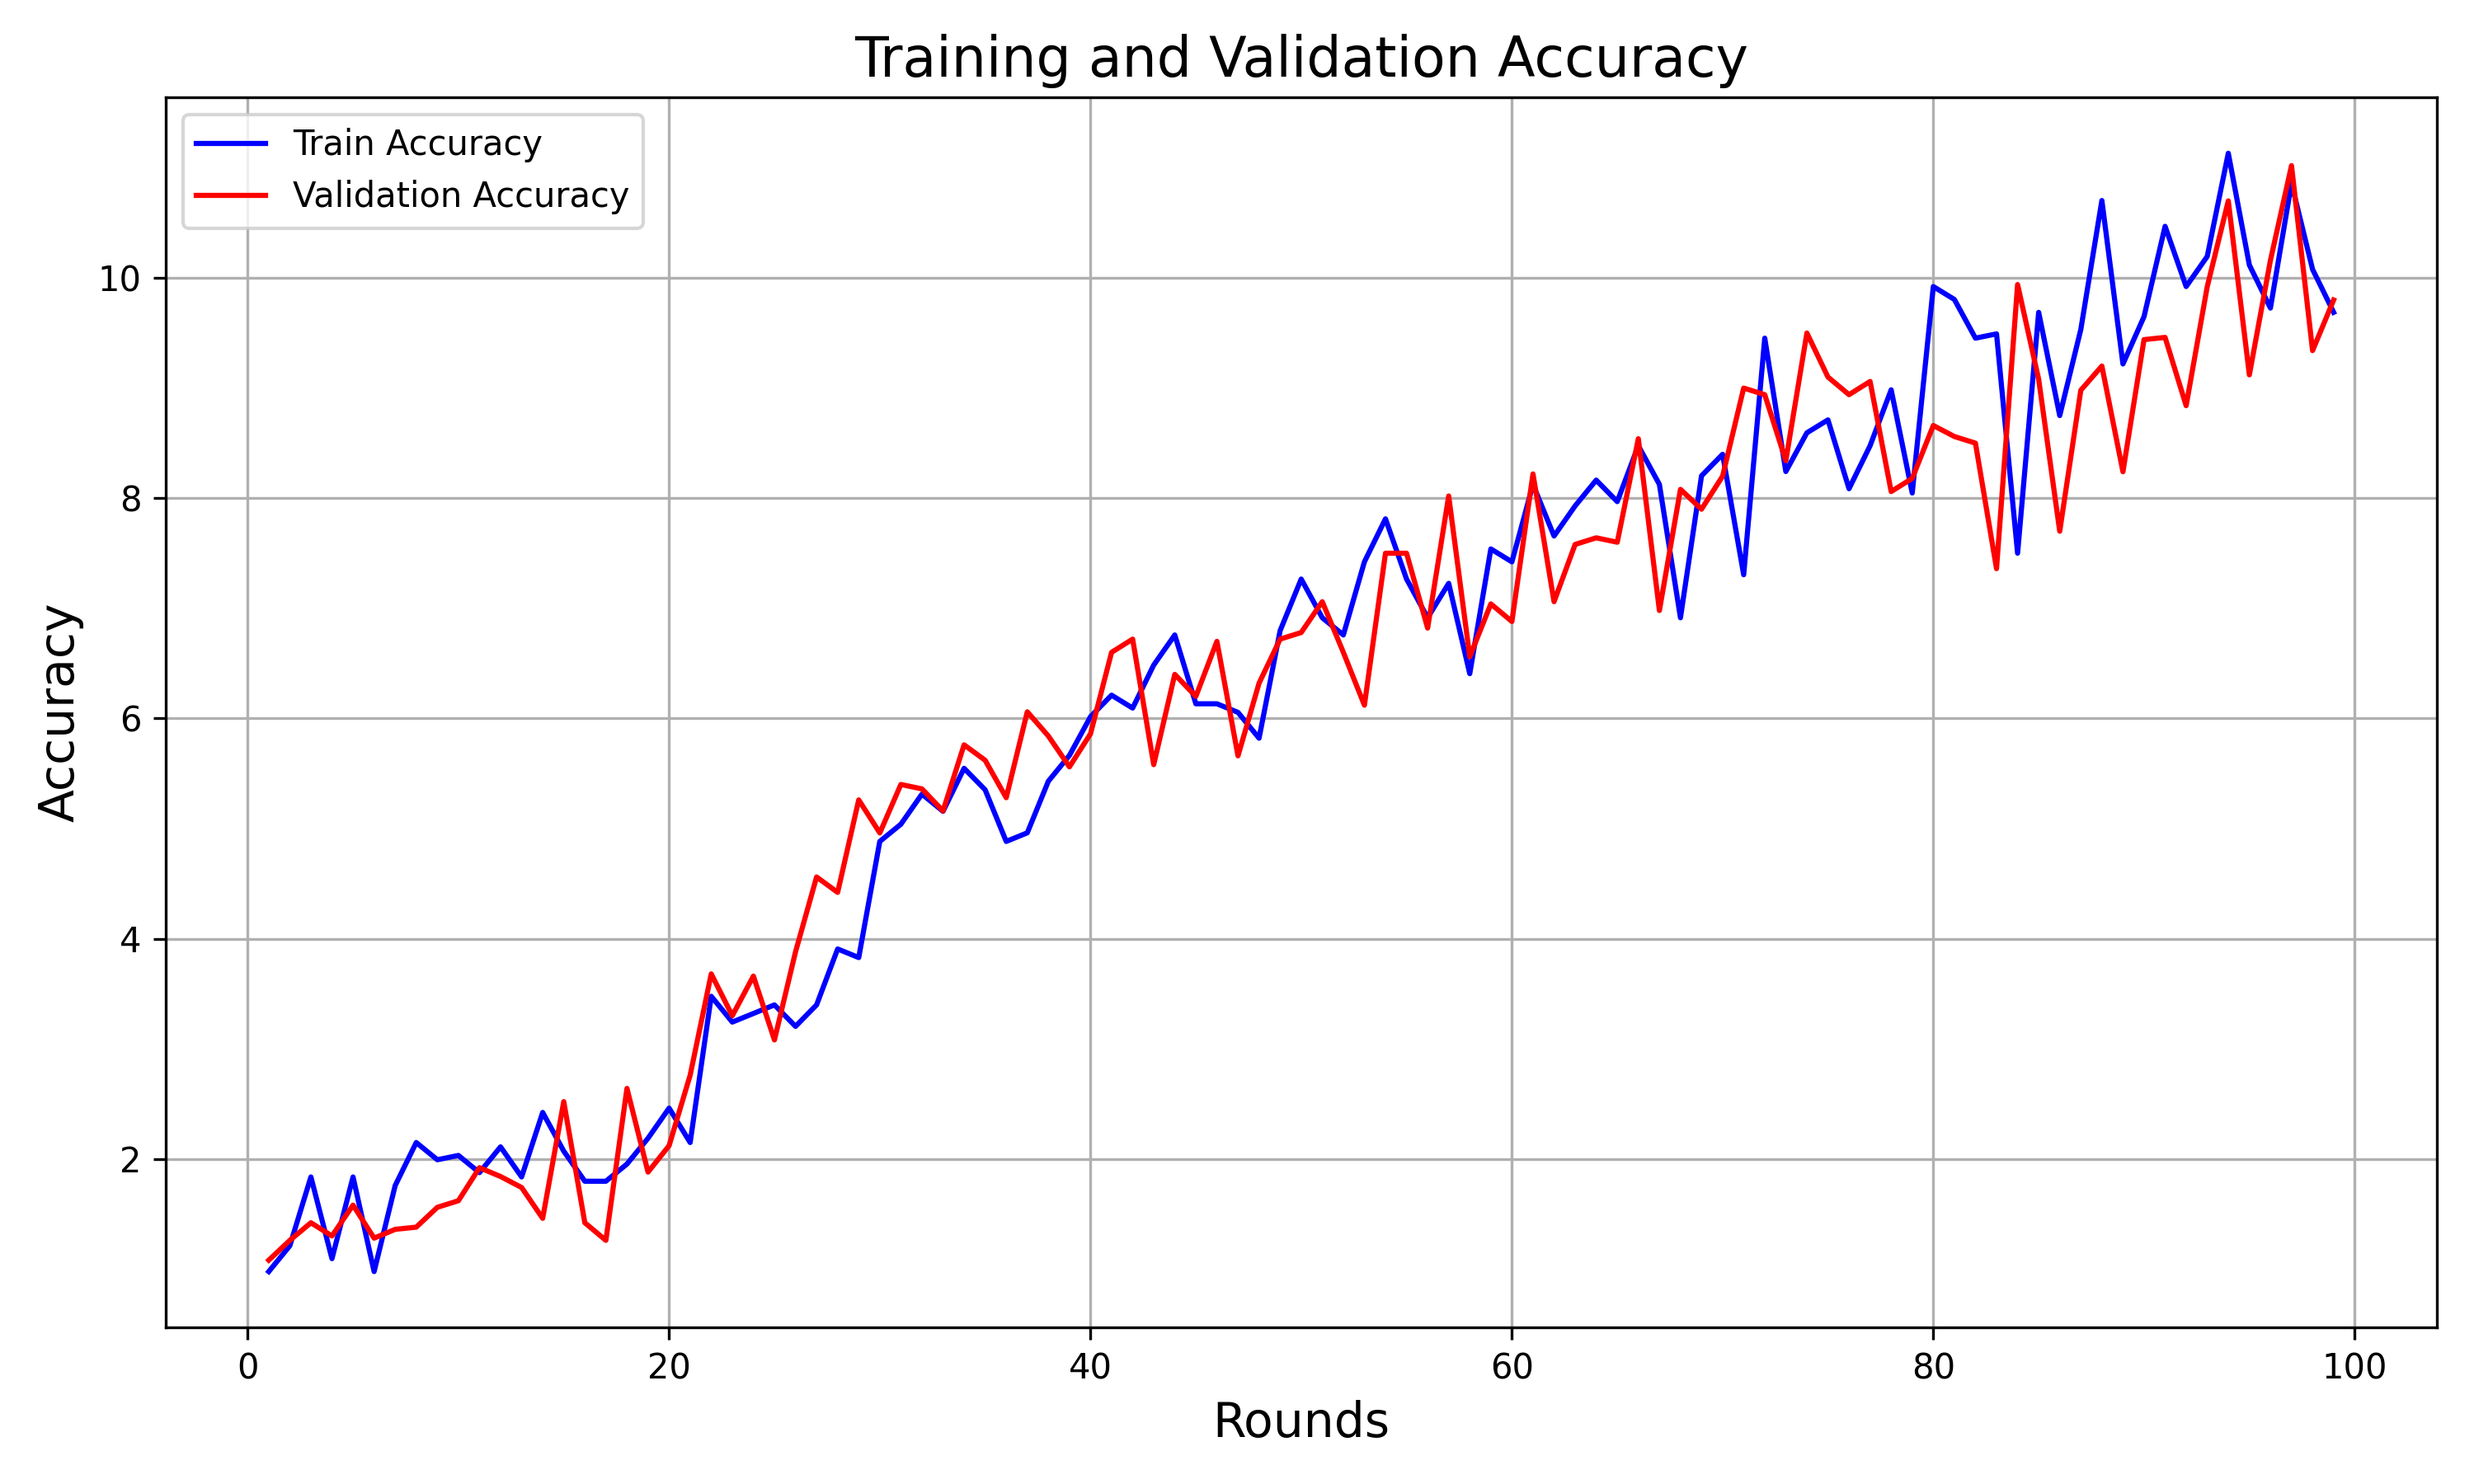 Training and Validation Accuracy
Train Accuracy
Validation Accuracy
10
8
6
4
2
Accuracy
0 20 40 60 80 100
Rounds